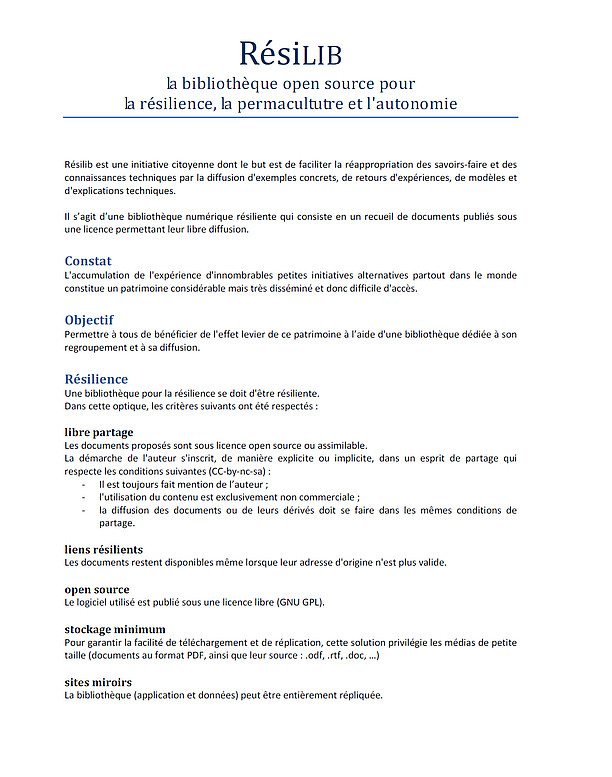 RésiLIB
la bibliothèque open source pour
la résilience, la permacultutre et l'autonomie
Résilib est une initiative citoyenne dont le but est de faciliter la réappropriation des savoirs-faire et des
connaissances techniques par la diffusion d'exemples concrets, de retours d'expériences, de modèles et
d'explications techniques.
Il s’agit d'une bibliothèque numérique résiliente qui consiste en un recueil de documents publiés sous
une licence permettant leur libre diffusion.
Constat
L'accumulation de l'expérience d'innombrables petites initiatives alternatives partout dans le monde
constitue un patrimoine considérable mais très disséminé et donc difficile d'accès.
Objectif
Permettre à tous de bénéficier de l'effet levier de ce patrimoine à l’aide d'une bibliothèque dédiée à son
regroupement et à sa diffusion.
Résilience
Une bibliothèque pour la résilience se doit d'être résiliente.
Dans cette optique, les critères suivants ont été respectés :
libre partage
Les documents proposés sont sous licence open source ou assimilable.
La démarche de l'auteur s'inscrit, de manière explicite ou implicite, dans un esprit de partage qui
respecte les conditions suivantes (CC-by-nc-sa) :
- Il est toujours fait mention de l’auteur ;
- l'utilisation du contenu est exclusivement non commerciale ;
- la diffusion des documents ou de leurs dérivés doit se faire dans les mêmes conditions de
partage.
liens résilients
Les documents restent disponibles même lorsque leur adresse d'origine n'est plus valide.
open source
Le logiciel utilisé est publié sous une licence libre (GNU GPL).
stockage minimum
Pour garantir la facilité de téléchargement et de réplication, cette solution privilégie les médias de petite
taille (documents au format PDF, ainsi que leur source : .odf, .rtf, .doc, …)
sites miroirs
La bibliothèque (application et données) peut être entièrement répliquée.